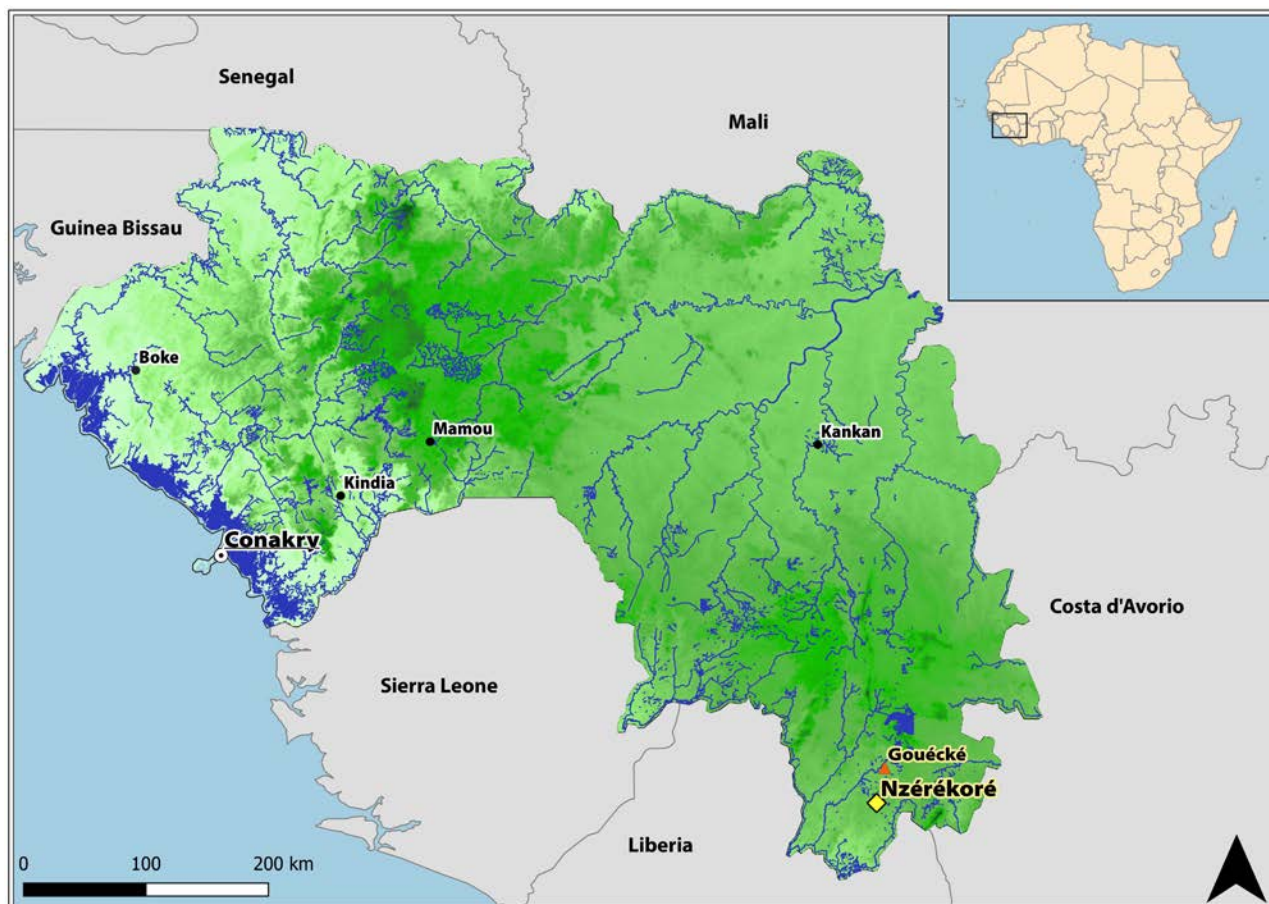 Senegal
Mali
Guinea Bissau
Boke
Mamou
Kankan
Kindia
Conakry
Costa d'Avorio
Sierra Leone
Gouécké
Nzérékoré
Liberia
0 100 200 km